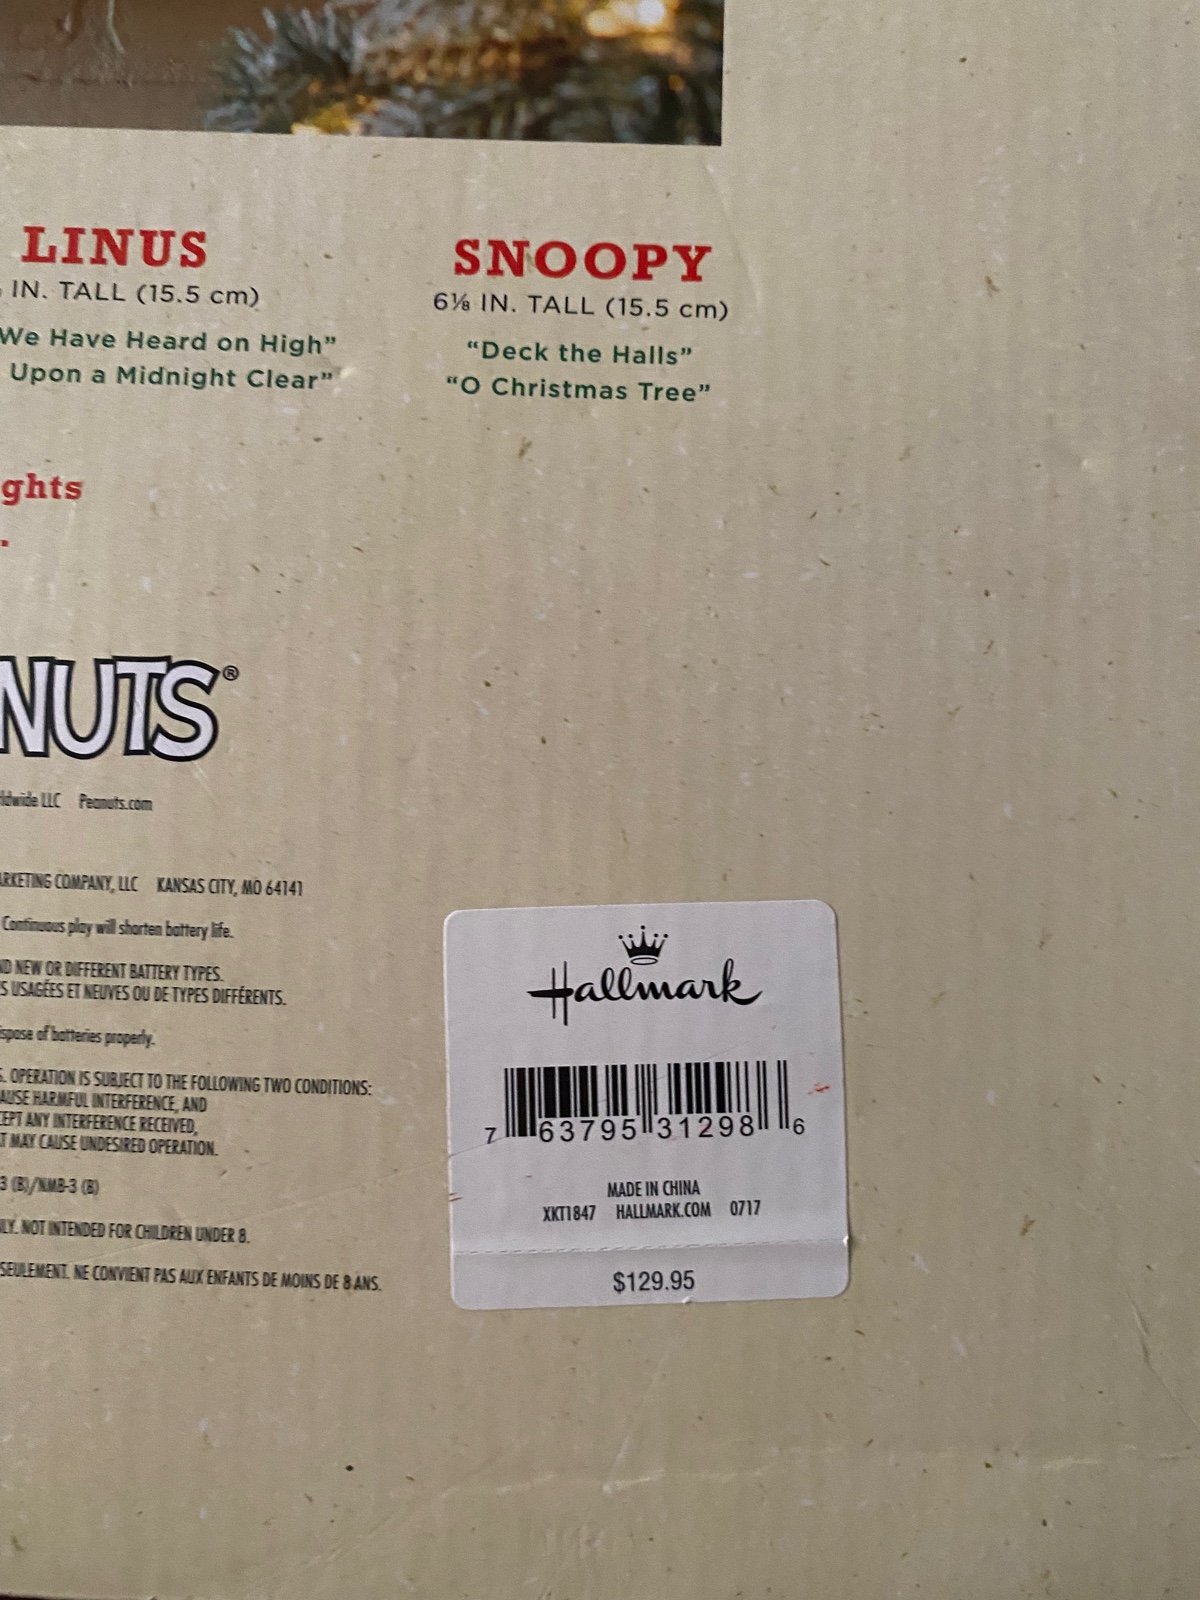 LINUS
IN. TALL (15.5 cm)
We Have Heard on High”
Upon a Midnight Clear”
SNOOPY
6⅛ IN. TALL (15.5 cm)
“Deck the Halls”
“O Christmas Tree”
ghts
.
NUTS®
LLC Peanuts.com
COMPANY, LLC KANSAS CITY, MO 64141
Continuous play will shorten battery life.
NEW OR DIFFERENT BATTERY TYPES.
USAGÉES ET NEUVES OU DE TYPES DIFFÉRENTS.
of batteries properly.
OPERATION IS SUBJECT TO THE FOLLOWING TWO CONDITIONS:
HARMFUL INTERFERENCE, AND
ANY INTERFERENCE RECEIVED,
MAY CAUSE UNDESIRED OPERATION.
3 (B)/NMB-3 (B)
NOT INTENDED FOR CHILDREN UNDER 8.
SEULEMENT. NE CONVIENT PAS AUX ENFANTS DE MOINS DE 8 ANS.
Hallmark
7 63795 31298 6
MADE IN CHINA
XKT1847 HALLMARK.COM 0717
$129.95